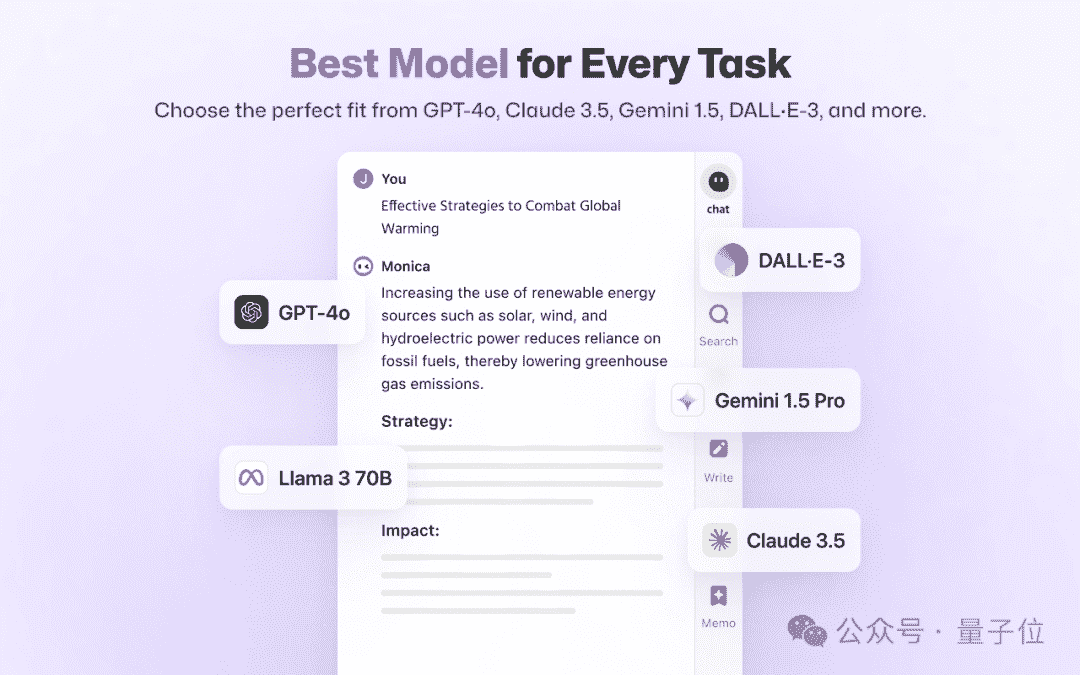 Best Model for Every Task
Choose the perfect fit from GPT-4o, Claude 3.5, Gemini 1.5, DALL·E-3, and more.
J You
Effective Strategies to Combat Global
Warming
Monica
Increasing the use of renewable energy
sources such as solar, wind, and
hydroelectric power reduces reliance on
fossil fuels, thereby lowering greenhouse
gas emissions.
Strategy:
Impact:
GPT-4o
Llama 3 70B
chat
DALL·E-3
Search
Gemini 1.5 Pro
Write
Claude 3.5
Memo
公众号 · 量子位